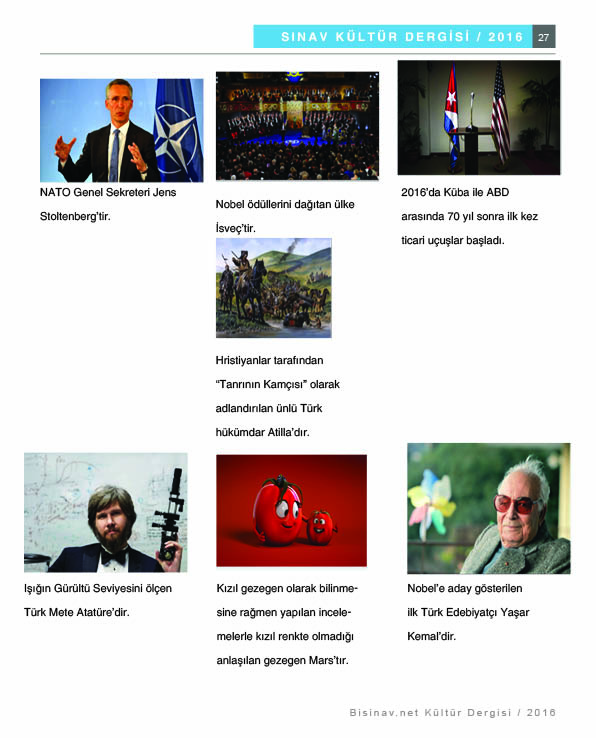 SINAV KÜLTÜR DERGİSİ / 2016 27
NATO Genel Sekreteri Jens
Stoltenberg’tir.
Nobel ödüllerini dağıtan ülke
İsveç’tir.
2016’da Küba ile ABD
arasında 70 yıl sonra ilk kez
ticari uçuşlar başladı.
Hristiyanlar tarafından
“Tanrının Kamçısı” olarak
adlandırılan ünlü Türk
hükümdar Atilla’dır.
Işığın Gürültü Seviyesini ölçen
Türk Mete Atatüre’dir.
Kızıl gezegen olarak bilinme-
sine rağmen yapılan incele-
melerle kızıl renkte olmadığı
anlaşılan gezegen Mars’tır.
Nobel’e aday gösterilen
ilk Türk Edebiyatçı Yaşar
Kemal’dir.
Bisinav.net Kültür Dergisi / 2016